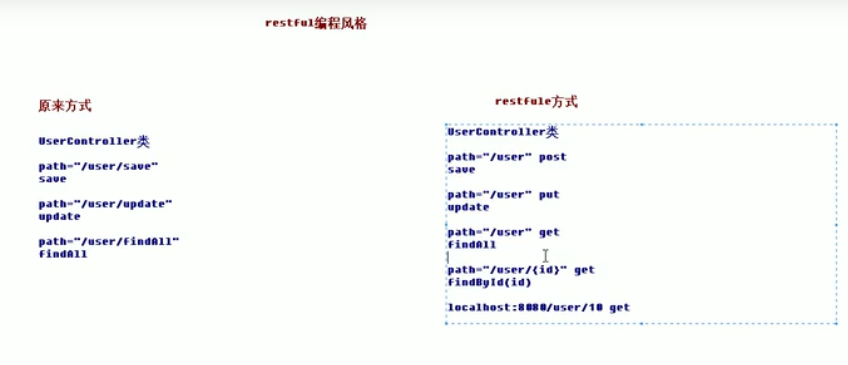 restful编程风格
原来方式
UserController类
path="/user/save"
save
path="/user/update"
update
path="/user/findAll"
findAll
restfule方式
UserController类
path="/user" post
save
path="/user" put
update
path="/user" get
findAll
path="/user/{id}" get
findById(id)
localhost:8080/user/10 get